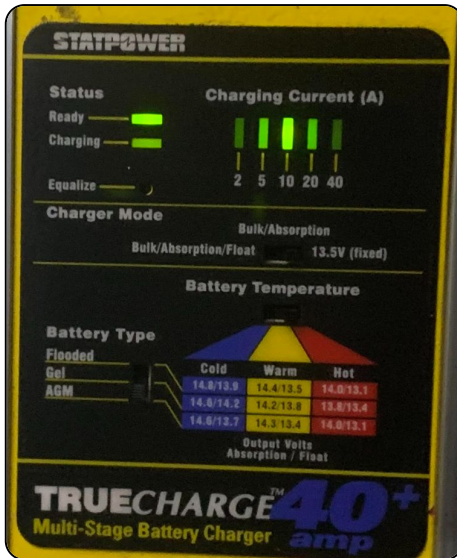 STATPOWER
Status
Charging Current (A)
Ready
Charging
2 5 10 20 40
Equalize
Charger Mode
Bulk/Absorption
Bulk/Absorption/Float
13.5V (fixed)
Battery Temperature
Battery Type
Flooded
Gel
AGM
Cold Warm Hot
14.8/13.9 14.4/13.5 14.0/13.1
14.6/14.2 14.2/13.8 13.8/13.4
14.6/13.7 14.3/13.4 14.0/13.1
Output Volts
Absorption / Float
TRUECHARGE™ 40+
Multi-Stage Battery Charger amp